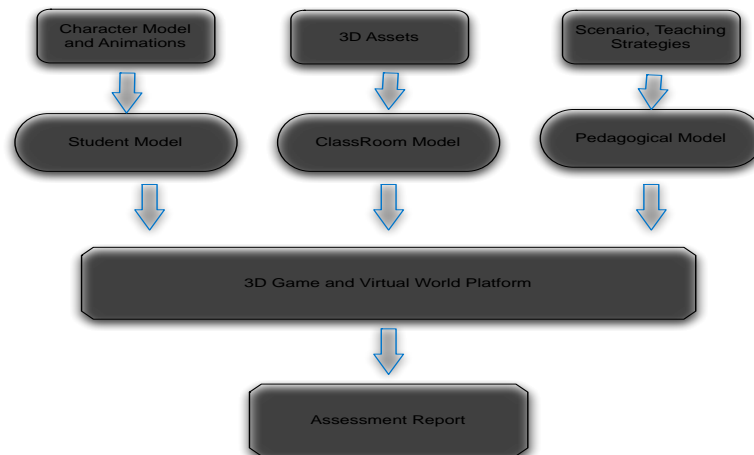 Character Model
and Animations
3D Assets
Scenario, Teaching
Strategies
Student Model
ClassRoom Model
Pedagogical Model
3D Game and Virtual World Platform
Assessment Report